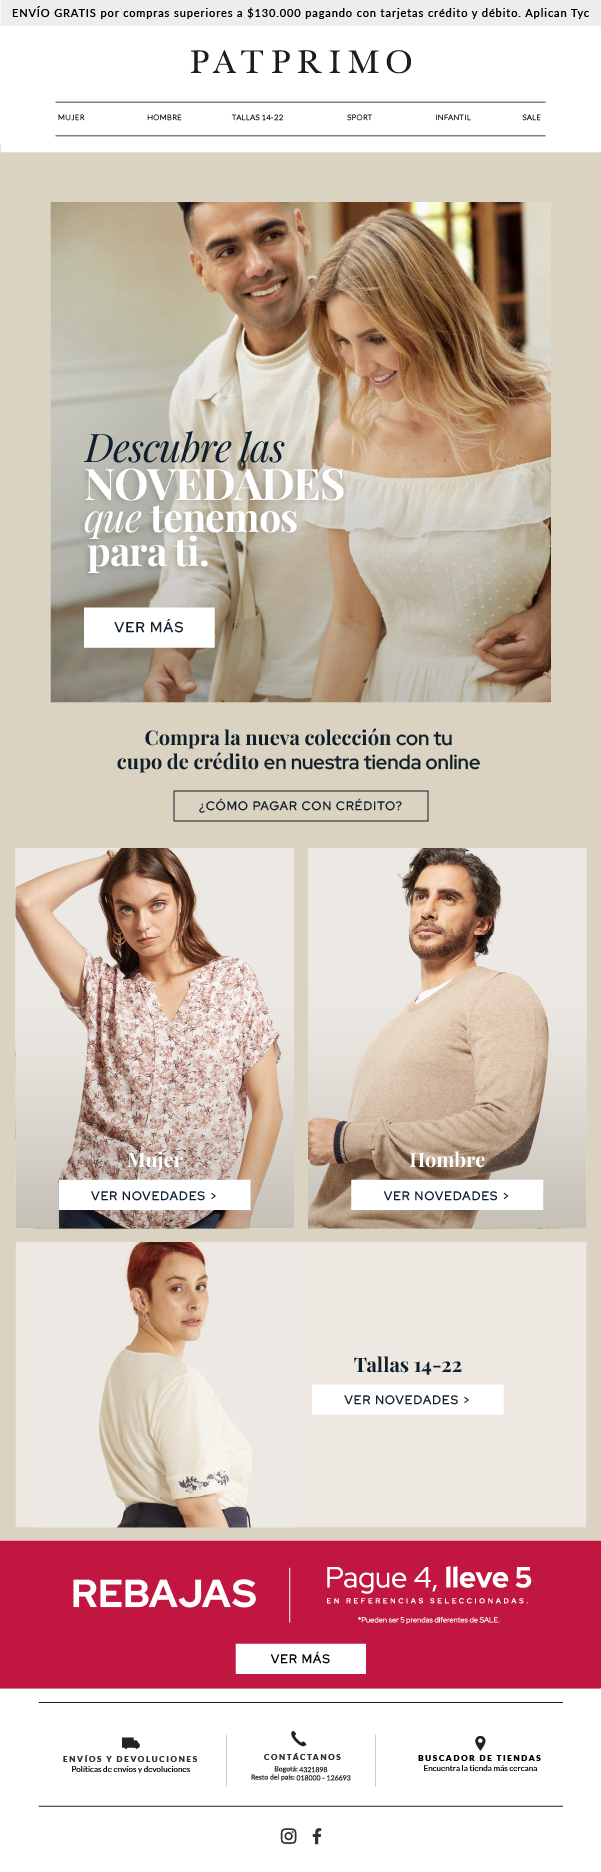 ENVÍO GRATIS por compras superiores a $130.000 pagando con tarjetas crédito y débito. Aplican Tyc
PATPRIMO
MUJER HOMBRE TALLAS 14-22 SPORT INFANTIL SALE
Descubre las
NOVEDADES
que tenemos
para ti.
VER MÁS
Compra la nueva colección con tu
cupo de crédito en nuestra tienda online
¿CÓMO PAGAR CON CRÉDITO?
Mujer
VER NOVEDADES >
Hombre
VER NOVEDADES >
Tallas 14-22
VER NOVEDADES >
REBAJAS
Pague 4, lleve 5
EN REFERENCIAS SELECCIONADAS.
*Pueden ser 5 prendas diferentes de SALE.
VER MÁS
ENVÍOS Y DEVOLUCIONES
Políticas de envíos y devoluciones
CONTÁCTANOS
Bogotá: 4321898
Resto del país: 018000 - 126693
BUSCADOR DE TIENDAS
Encuentra la tienda más cercana